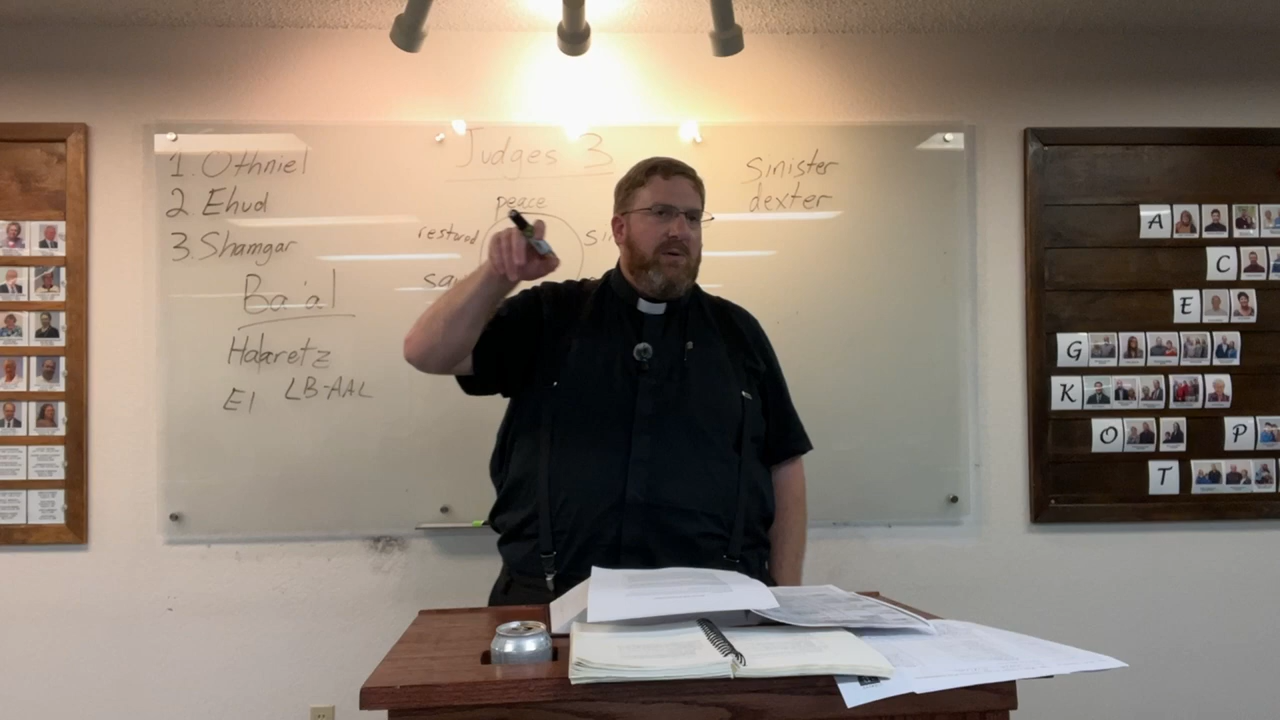 1. Othniel
2. Ehud
3. Shamgar
Ba'al
Haaretz
El LB-AAL
Judges 3
peace
restored
Sinister
dexter
A
C
E
G
K
O P
T